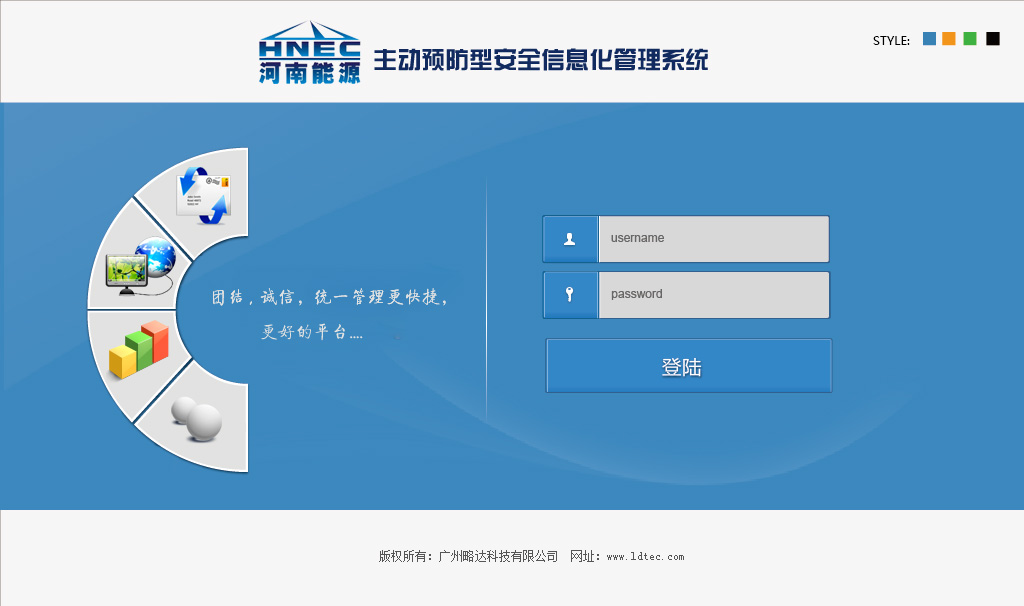 HNEC
河南能源
主动预防型安全信息化管理系统
STYLE:
username
password
团结,诚信，统一管理更快捷，
更好的平台....
登陆
版权所有：广州略达科技有限公司 网址：www.ldtec.com